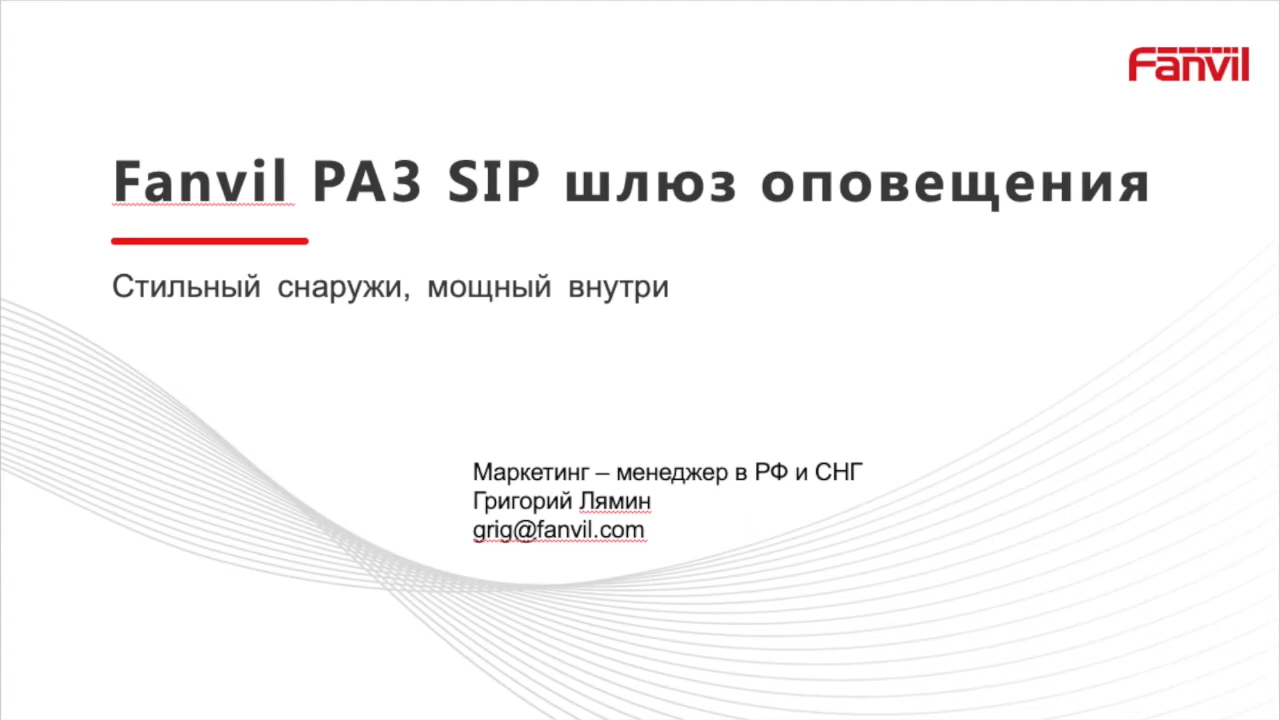 Fanvil
Fanvil PA3 SIP шлюз оповещения
Стильный снаружи, мощный внутри
Маркетинг – менеджер в РФ и СНГ
Григорий Лямин
grig@fanvil.com